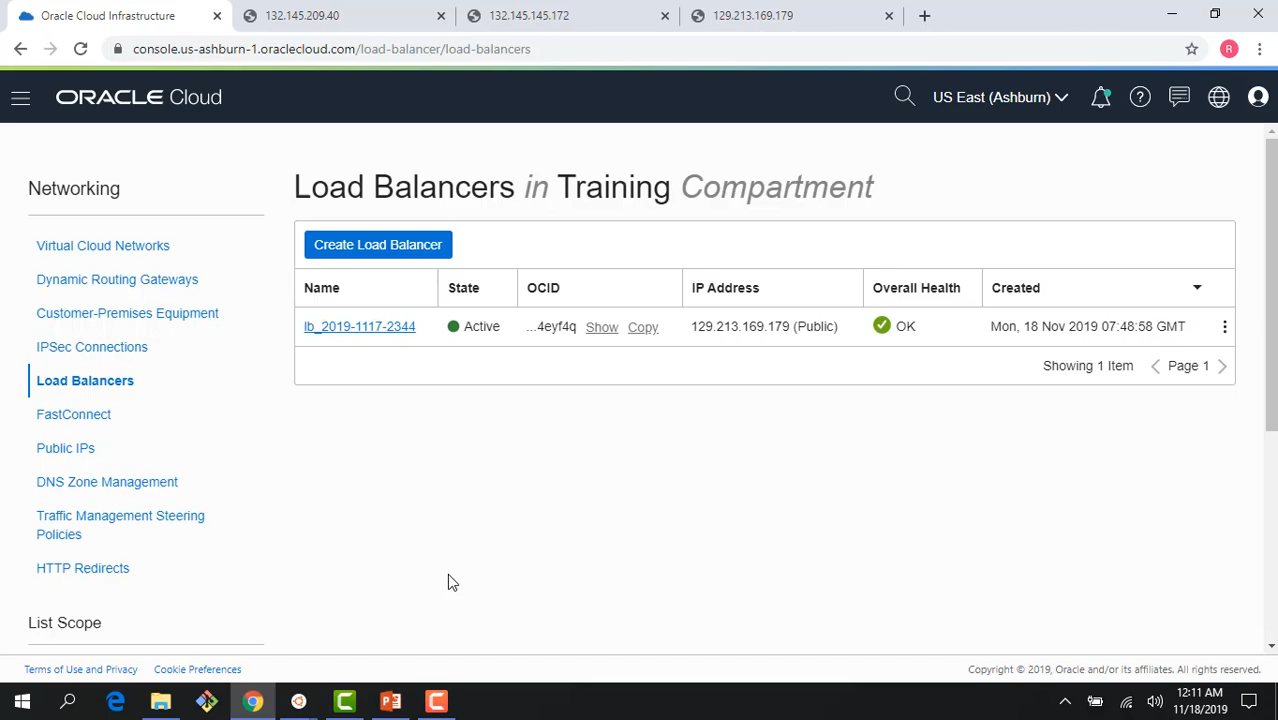 Oracle Cloud Infrastructure
132.145.209.40
132.145.145.172
129.213.169.179
console.us-ashburn-1.oraclecloud.com/load-balancer/load-balancers
R
ORACLE Cloud
US East (Ashburn)
Networking
Virtual Cloud Networks
Dynamic Routing Gateways
Customer-Premises Equipment
IPSec Connections
Load Balancers
FastConnect
Public IPs
DNS Zone Management
Traffic Management Steering
Policies
HTTP Redirects
List Scope
Load Balancers in Training Compartment
Create Load Balancer
Name State OCID IP Address Overall Health Created
lb_2019-1117-2344 Active ...4eyf4q Show Copy 129.213.169.179 (Public) OK Mon, 18 Nov 2019 07:48:58 GMT
Showing 1 Item Page 1
Terms of Use and Privacy Cookie Preferences
Copyright © 2019, Oracle and/or its affiliates. All rights reserved.
12:11 AM
11/18/2019